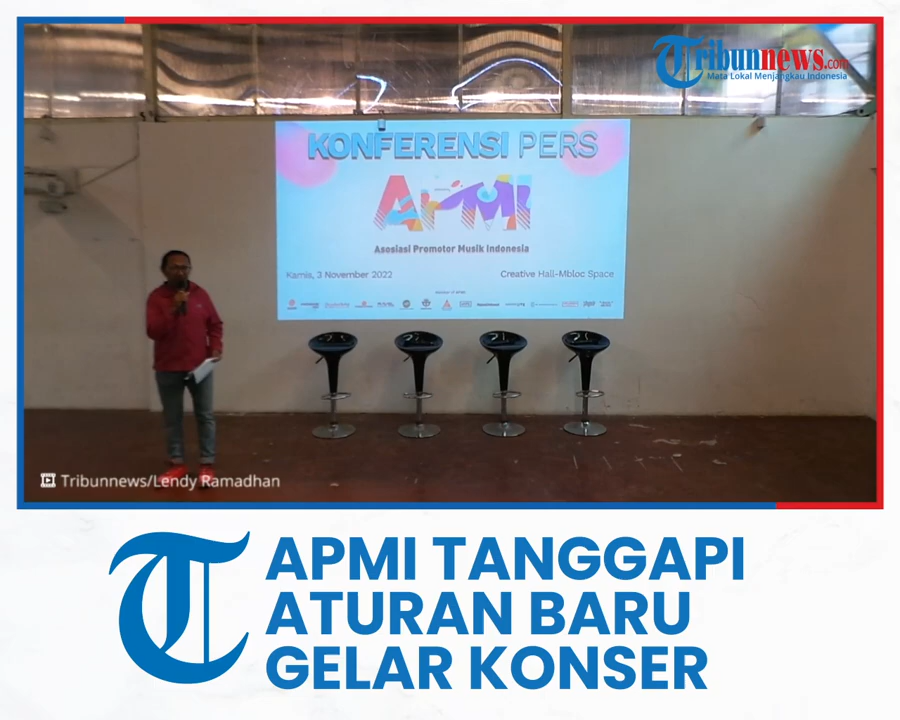 Tribunnews.com
Mata Lokal Menjangkau Indonesia
KONFERENSI PERS
APMI
Asosiasi Promotor Musik Indonesia
Kamis, 3 November 2022
Creative Hall-Mbloc Space
Tribunnews/Lendy Ramadhan
T
APMI TANGGAPI
ATURAN BARU
GELAR KONSER